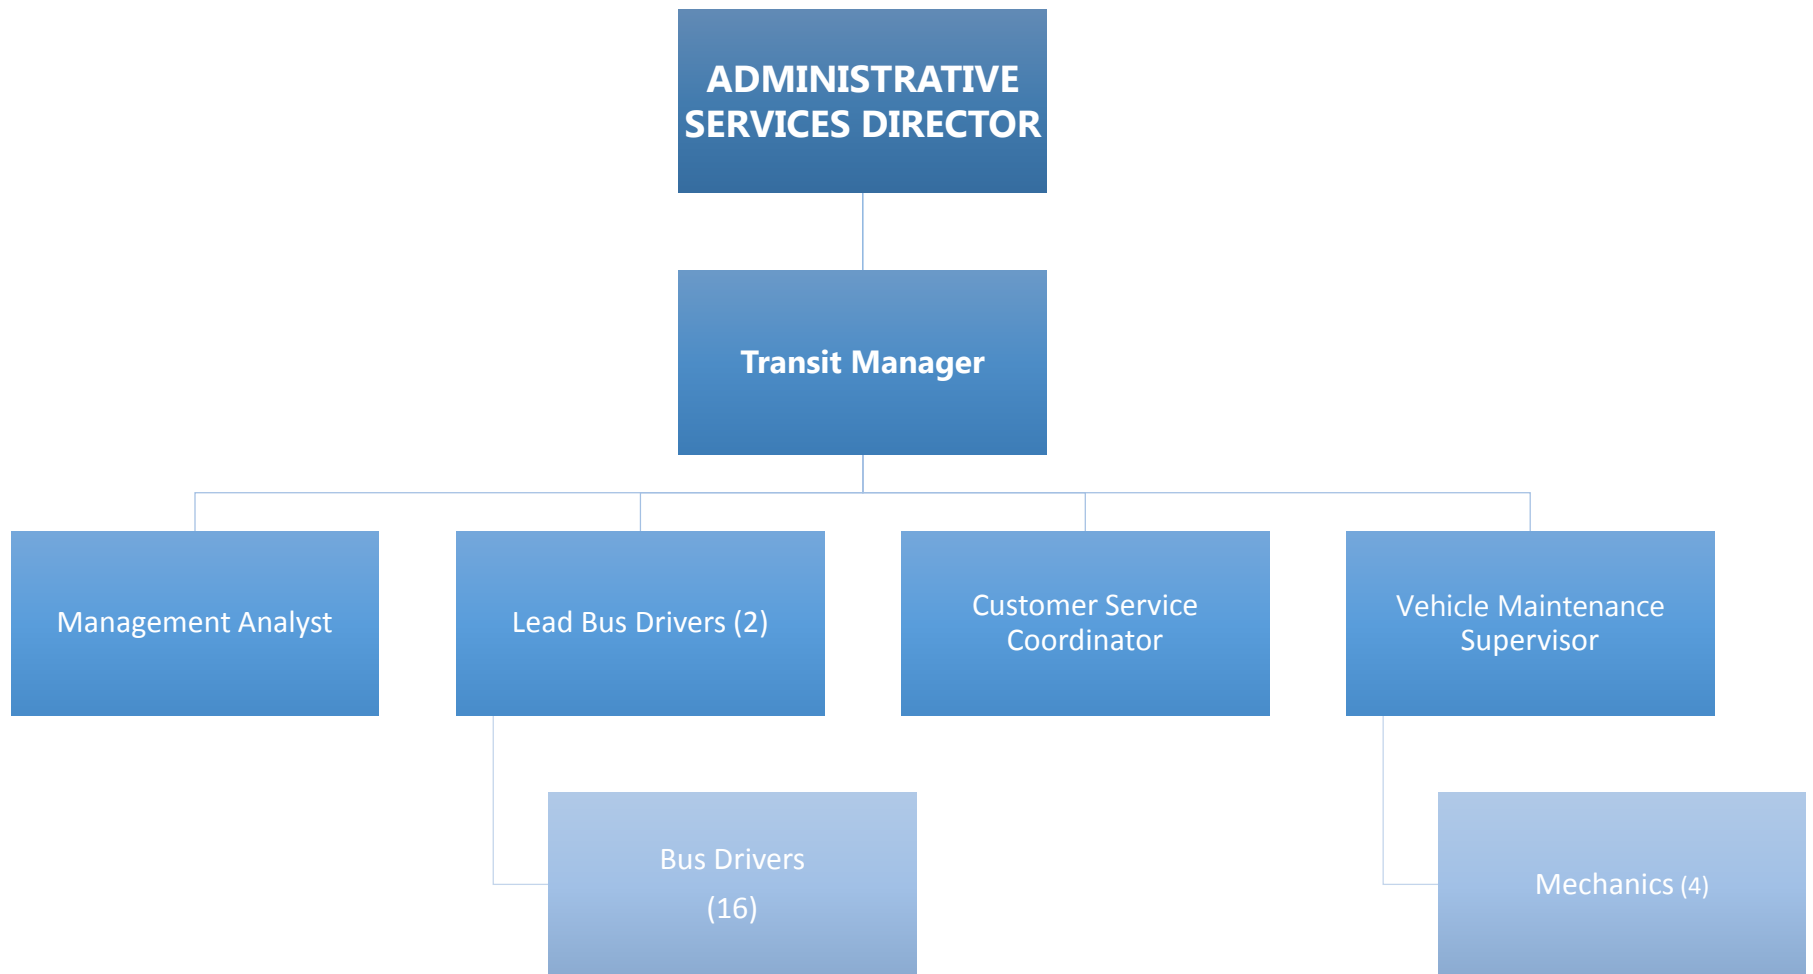 ADMINISTRATIVE
SERVICES DIRECTOR
Transit Manager
Management Analyst
Lead Bus Drivers (2)
Customer Service
Coordinator
Vehicle Maintenance
Supervisor
Bus Drivers
(16)
Mechanics (4)